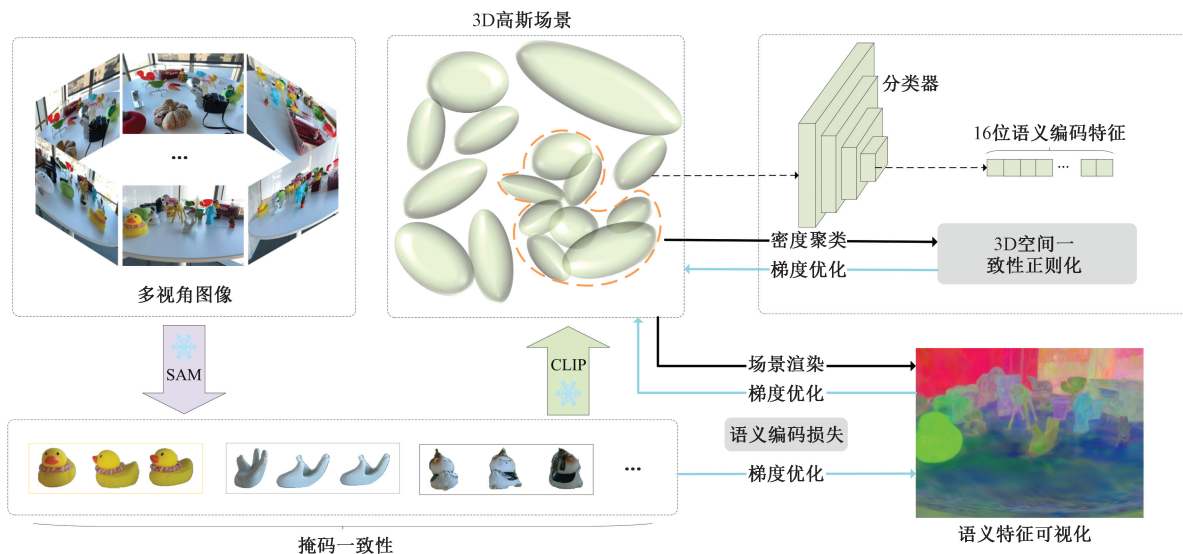 3D高斯场景
分类器
16位语义编码特征
...
...
密度聚类
梯度优化
3D空间一
致性正则化
多视角图像
SAM
CLIP
场景渲染
梯度优化
语义编码损失
梯度优化
...
掩码一致性
语义特征可视化